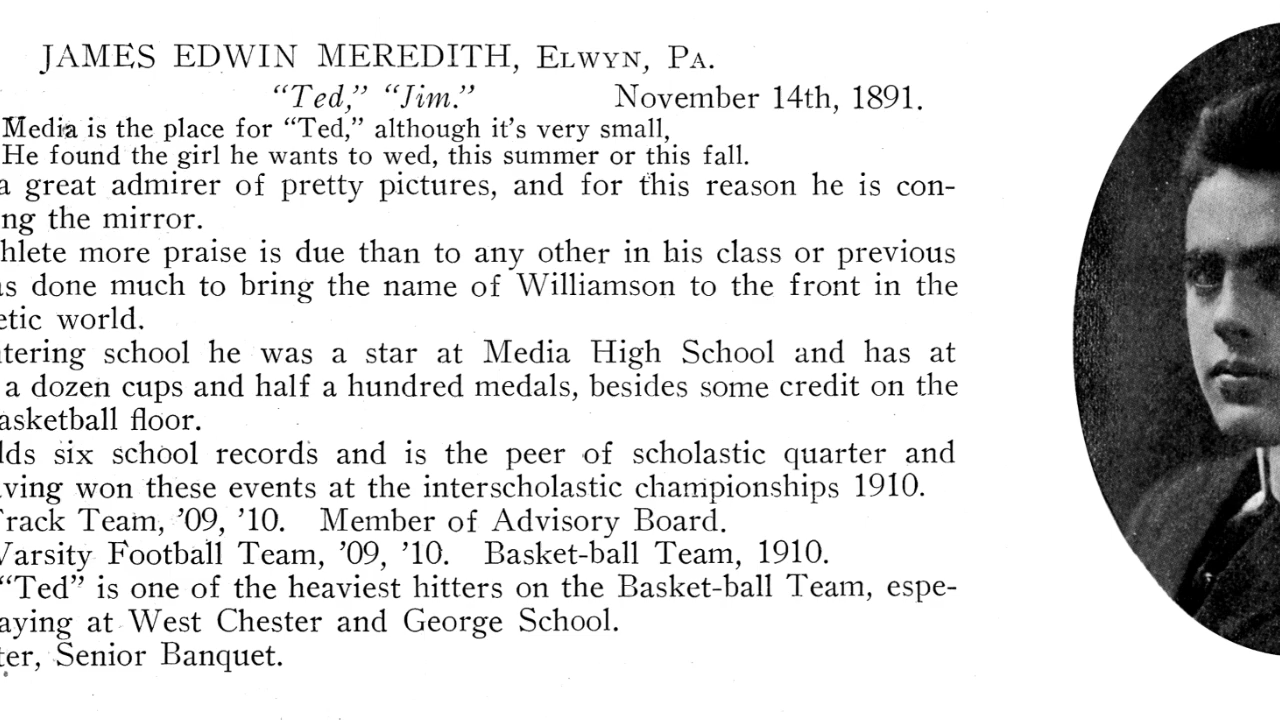 JAMES EDWIN MEREDITH, ELWYN, PA.
"Ted," "Jim." November 14th, 1891.
Media is the place for "Ted," although it's very small,
He found the girl he wants to wed, this summer or this fall.
a great admirer of pretty pictures, and for this reason he is con-
ng the mirror.
hlete more praise is due than to any other in his class or previous
as done much to bring the name of Williamson to the front in the
etic world.
tering school he was a star at Media High School and has at
a dozen cups and half a hundred medals, besides some credit on the
asketball floor.
lds six school records and is the peer of scholastic quarter and
ving won these events at the interscholastic championships 1910.
Track Team, '09, '10. Member of Advisory Board.
Varsity Football Team, '09, '10. Basket-ball Team, 1910.
"Ted" is one of the heaviest hitters on the Basket-ball Team, espe-
aying at West Chester and George School.
ter, Senior Banquet.